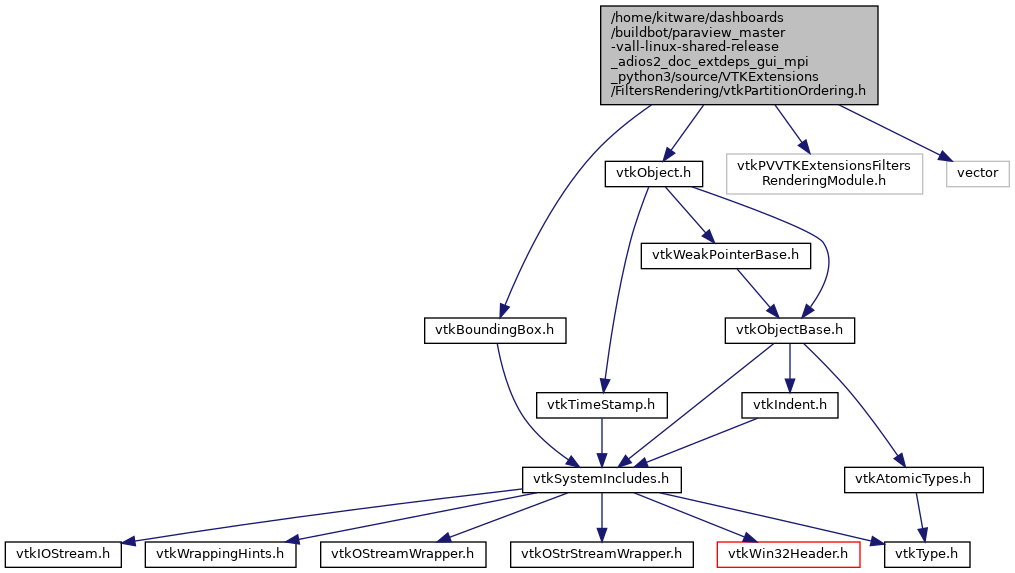 /home/kitware/dashboards
/buildbot/paraview_master
-vall-linux-shared-release
_adios2_doc_extdeps_gui_mpi
_python3/source/VTKExtensions
/FiltersRendering/vtkPartitionOrdering.h
vtkObject.h
vtkPVVTKExtensionsFilters
RenderingModule.h
vector
vtkWeakPointerBase.h
vtkBoundingBox.h
vtkObjectBase.h
vtkTimeStamp.h
vtkIndent.h
vtkSystemIncludes.h
vtkAtomicTypes.h
vtkIOStream.h
vtkWrappingHints.h
vtkOStreamWrapper.h
vtkOStrStreamWrapper.h
vtkWin32Header.h
vtkType.h